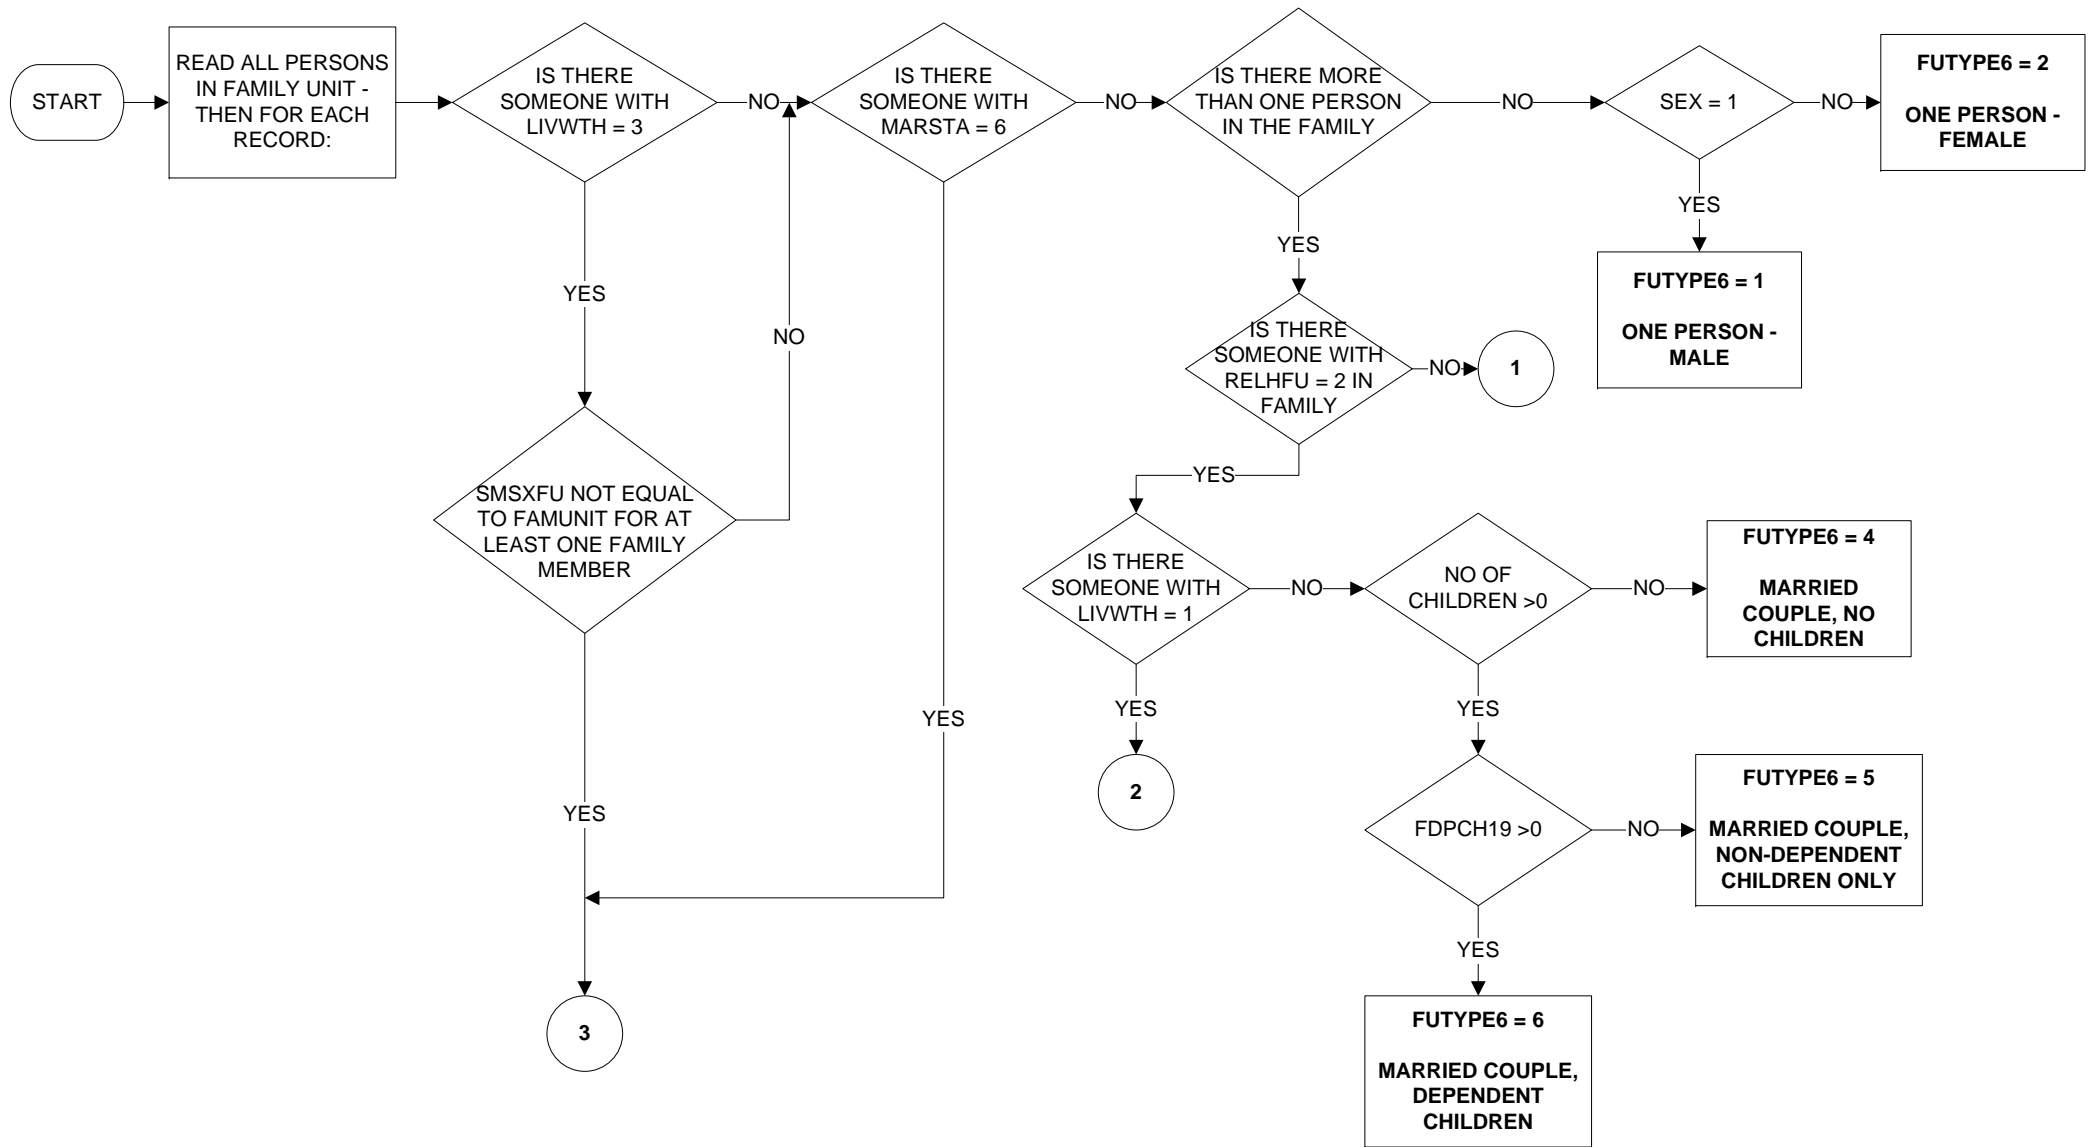 START
READ ALL PERSONS
IN FAMILY UNIT -
THEN FOR EACH
RECORD:
IS THERE
SOMEONE WITH
LIVWTH = 3
NO
IS THERE
SOMEONE WITH
MARSTA = 6
NO
IS THERE MORE
THAN ONE PERSON
IN THE FAMILY
NO
SEX = 1
NO
FUTYPE6 = 2
ONE PERSON -
FEMALE
YES
FUTYPE6 = 1
ONE PERSON -
MALE
YES
IS THERE
SOMEONE WITH
RELHFU = 2 IN
FAMILY
NO
1
YES
NO
SMSXFU NOT EQUAL
TO FAMUNIT FOR AT
LEAST ONE FAMILY
MEMBER
YES
IS THERE
SOMEONE WITH
LIVWTH = 1
NO
NO OF
CHILDREN >0
NO
FUTYPE6 = 4
MARRIED
COUPLE, NO
CHILDREN
YES
YES
YES
2
FDPCH19 >0
NO
FUTYPE6 = 5
MARRIED COUPLE,
NON-DEPENDENT
CHILDREN ONLY
YES
YES
3
FUTYPE6 = 6
MARRIED COUPLE,
DEPENDENT
CHILDREN